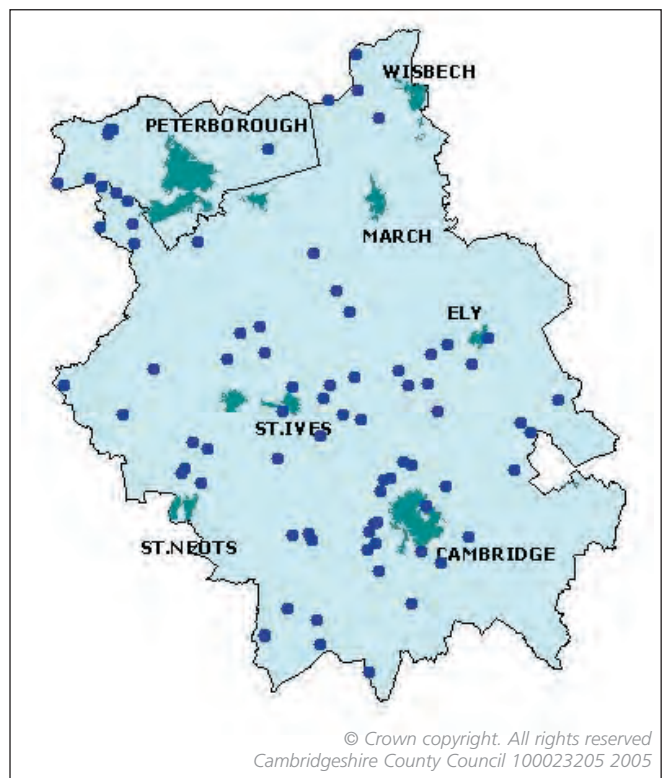 WISBECH
PETERBOROUGH
MARCH
ELY
ST.IVES
ST.NEOTS
CAMBRIDGE
© Crown copyright. All rights reserved
Cambridgeshire County Council 100023205 2005